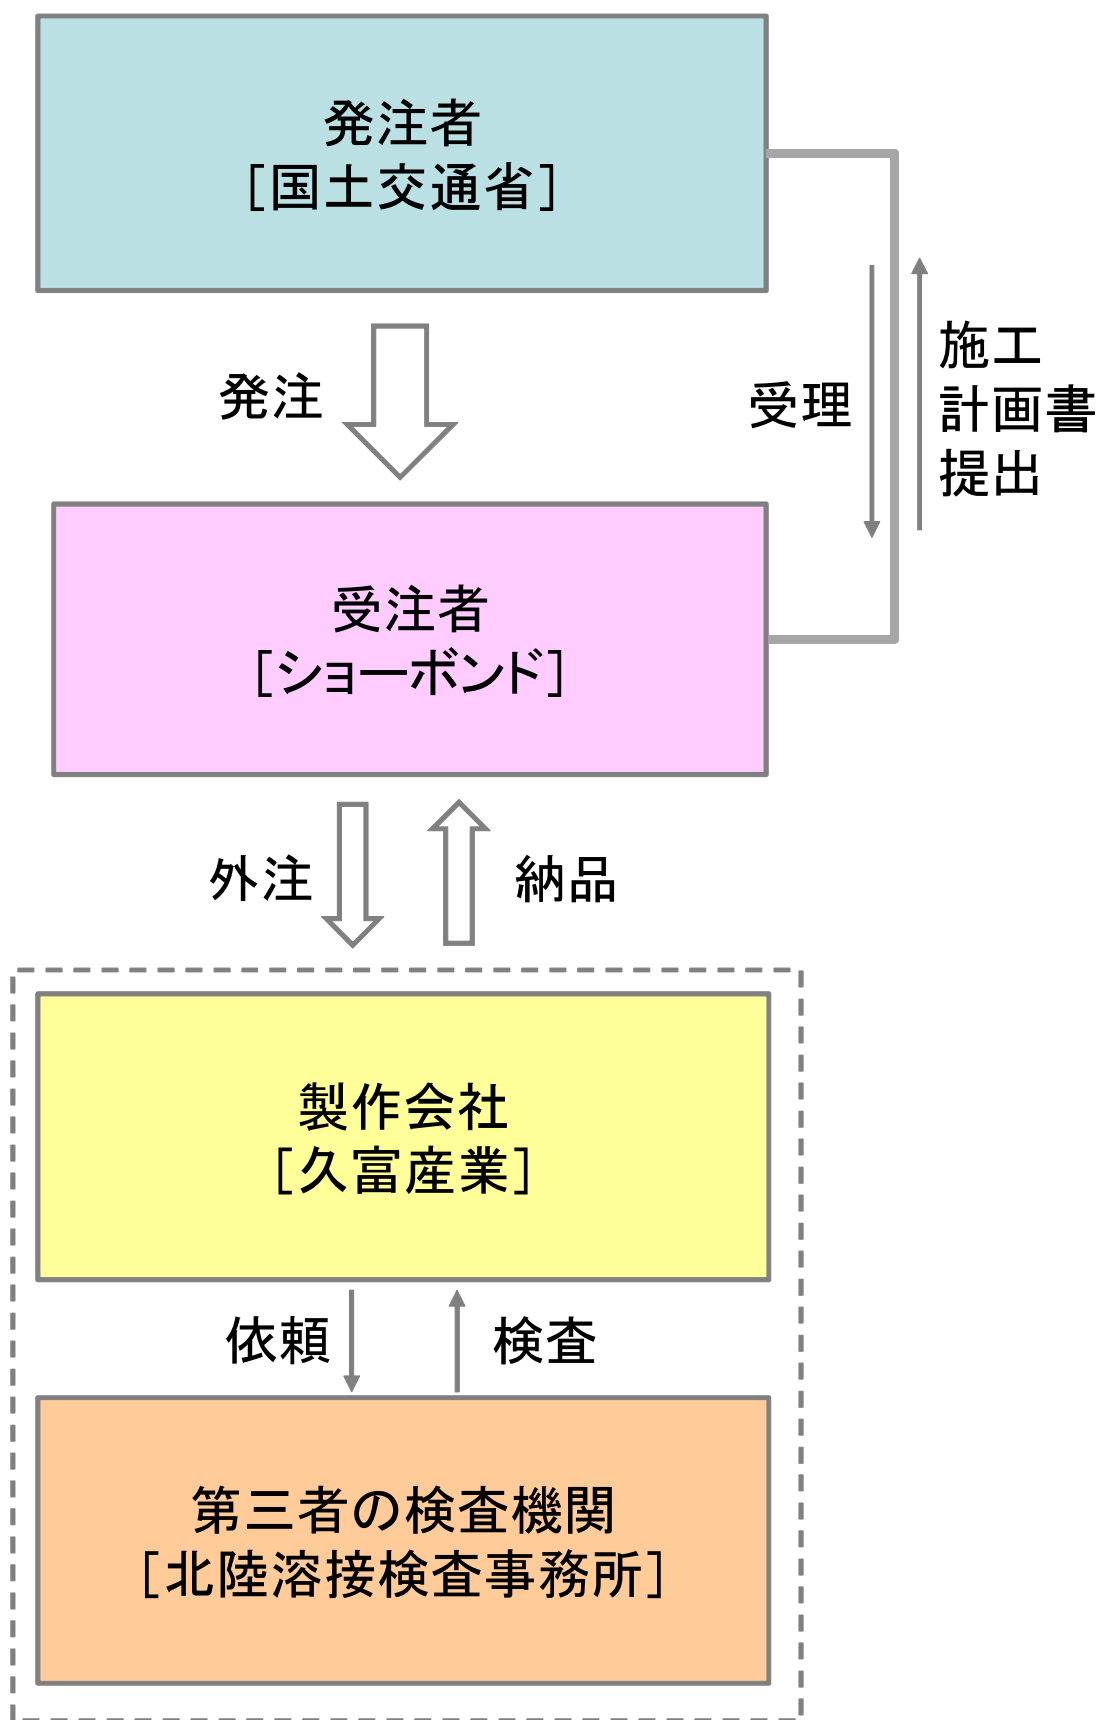 発注者
［国土交通省］
発注
受理
施工
計画書
提出
受注者
［ショーボンド］
外注
納品
製作会社
［久富産業］
依頼
検査
第三者の検査機関
［北陸溶接検査事務所］